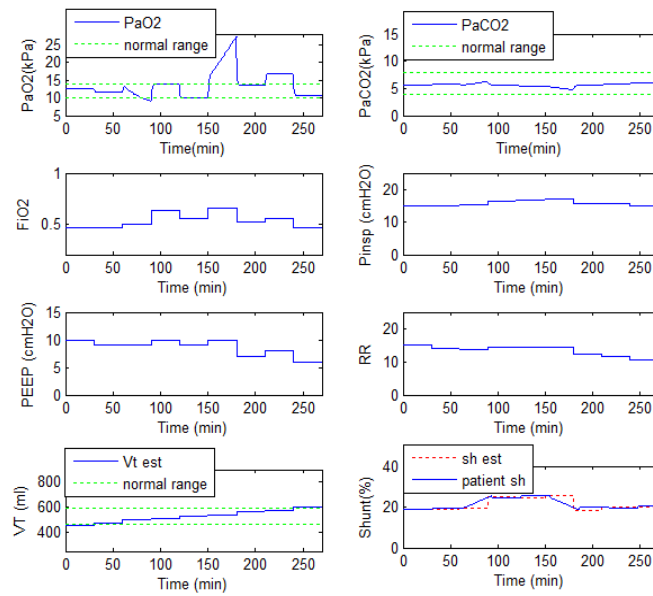 PaO2
normal range
PaO2(kPa)
25
20
15
10
5
0 50 100 150 200 250
Time(min)
PaCO2
normal range
PaCO2(kPa)
15
10
5
0
0 50 100 150 200 250
Time(min)
FiO2
1
0.5
0 50 100 150 200 250
Time (min)
Pinsp (cmH2O)
20
10
0
0 50 100 150 200 250
Time (min)
PEEP (cmH2O)
15
10
5
0
0 50 100 150 200 250
Time (min)
RR
20
10
0
0 50 100 150 200 250
Time (min)
Vt est
normal range
VT (ml)
800
600
400
0 50 100 150 200 250
Time (min)
sh est
patient sh
Shunt(%)
40
20
0
0 50 100 150 200 250
Time (min)